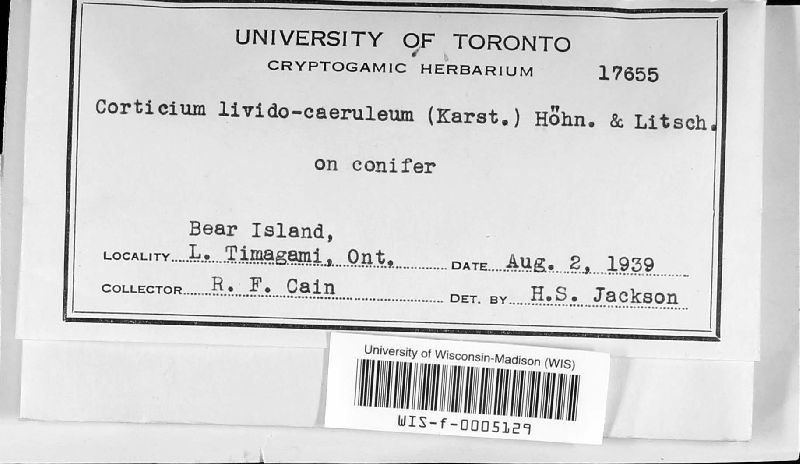 UNIVERSITY OF TORONTO
CRYPTOGAMIC HERBARIUM 17655
Corticium livido-caeruleum (Karst.) Höhn. & Litsch.
on conifer
Bear Island,
LOCALITY L. Timagami, Ont. DATE Aug. 2, 1939
COLLECTOR R. F. Cain DET. BY H.S. Jackson
University of Wisconsin-Madison (WIS)
WIS-f-0005129